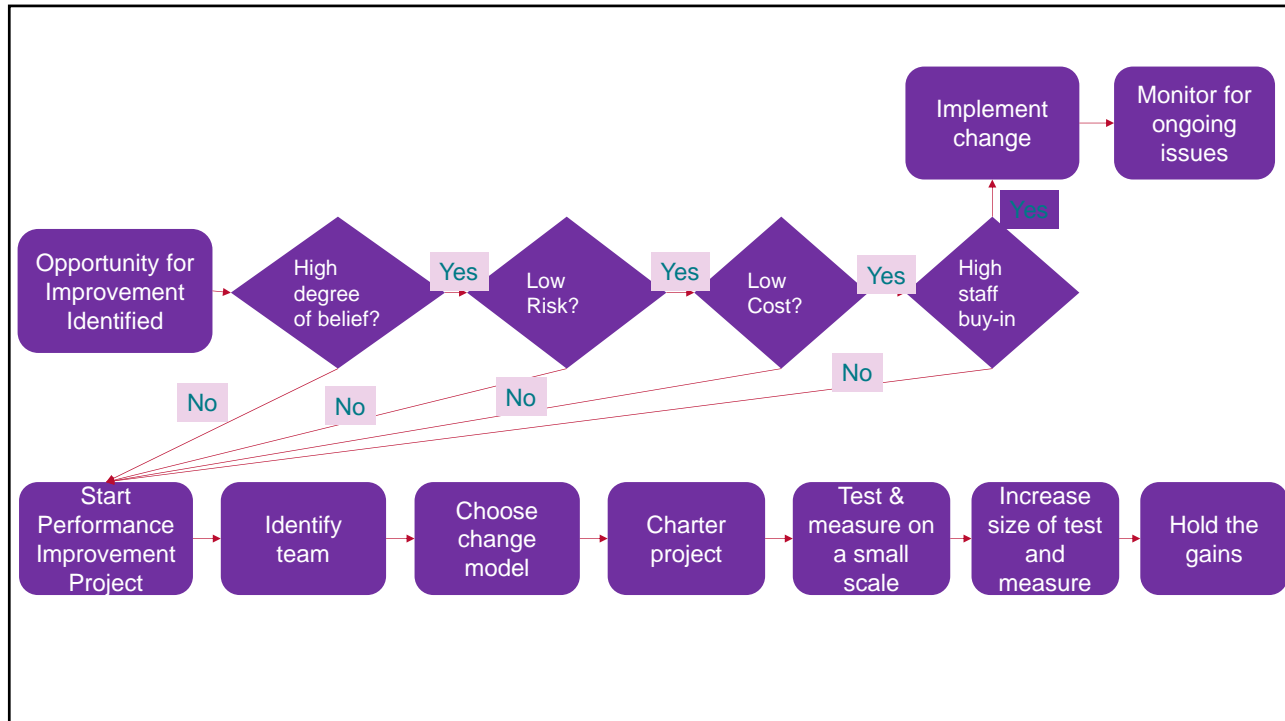 Implement
change
Monitor for
ongoing
issues
Yes
Opportunity for
Improvement
Identified
High
degree
of belief?
Yes
Low
Risk?
Yes
Low
Cost?
Yes
High
staff
buy-in
No
No
No
No
Start
Performance
Improvement
Project
Identify
team
Choose
change
model
Charter
project
Test &
measure on
a small
scale
Increase
size of test
and
measure
Hold the
gains